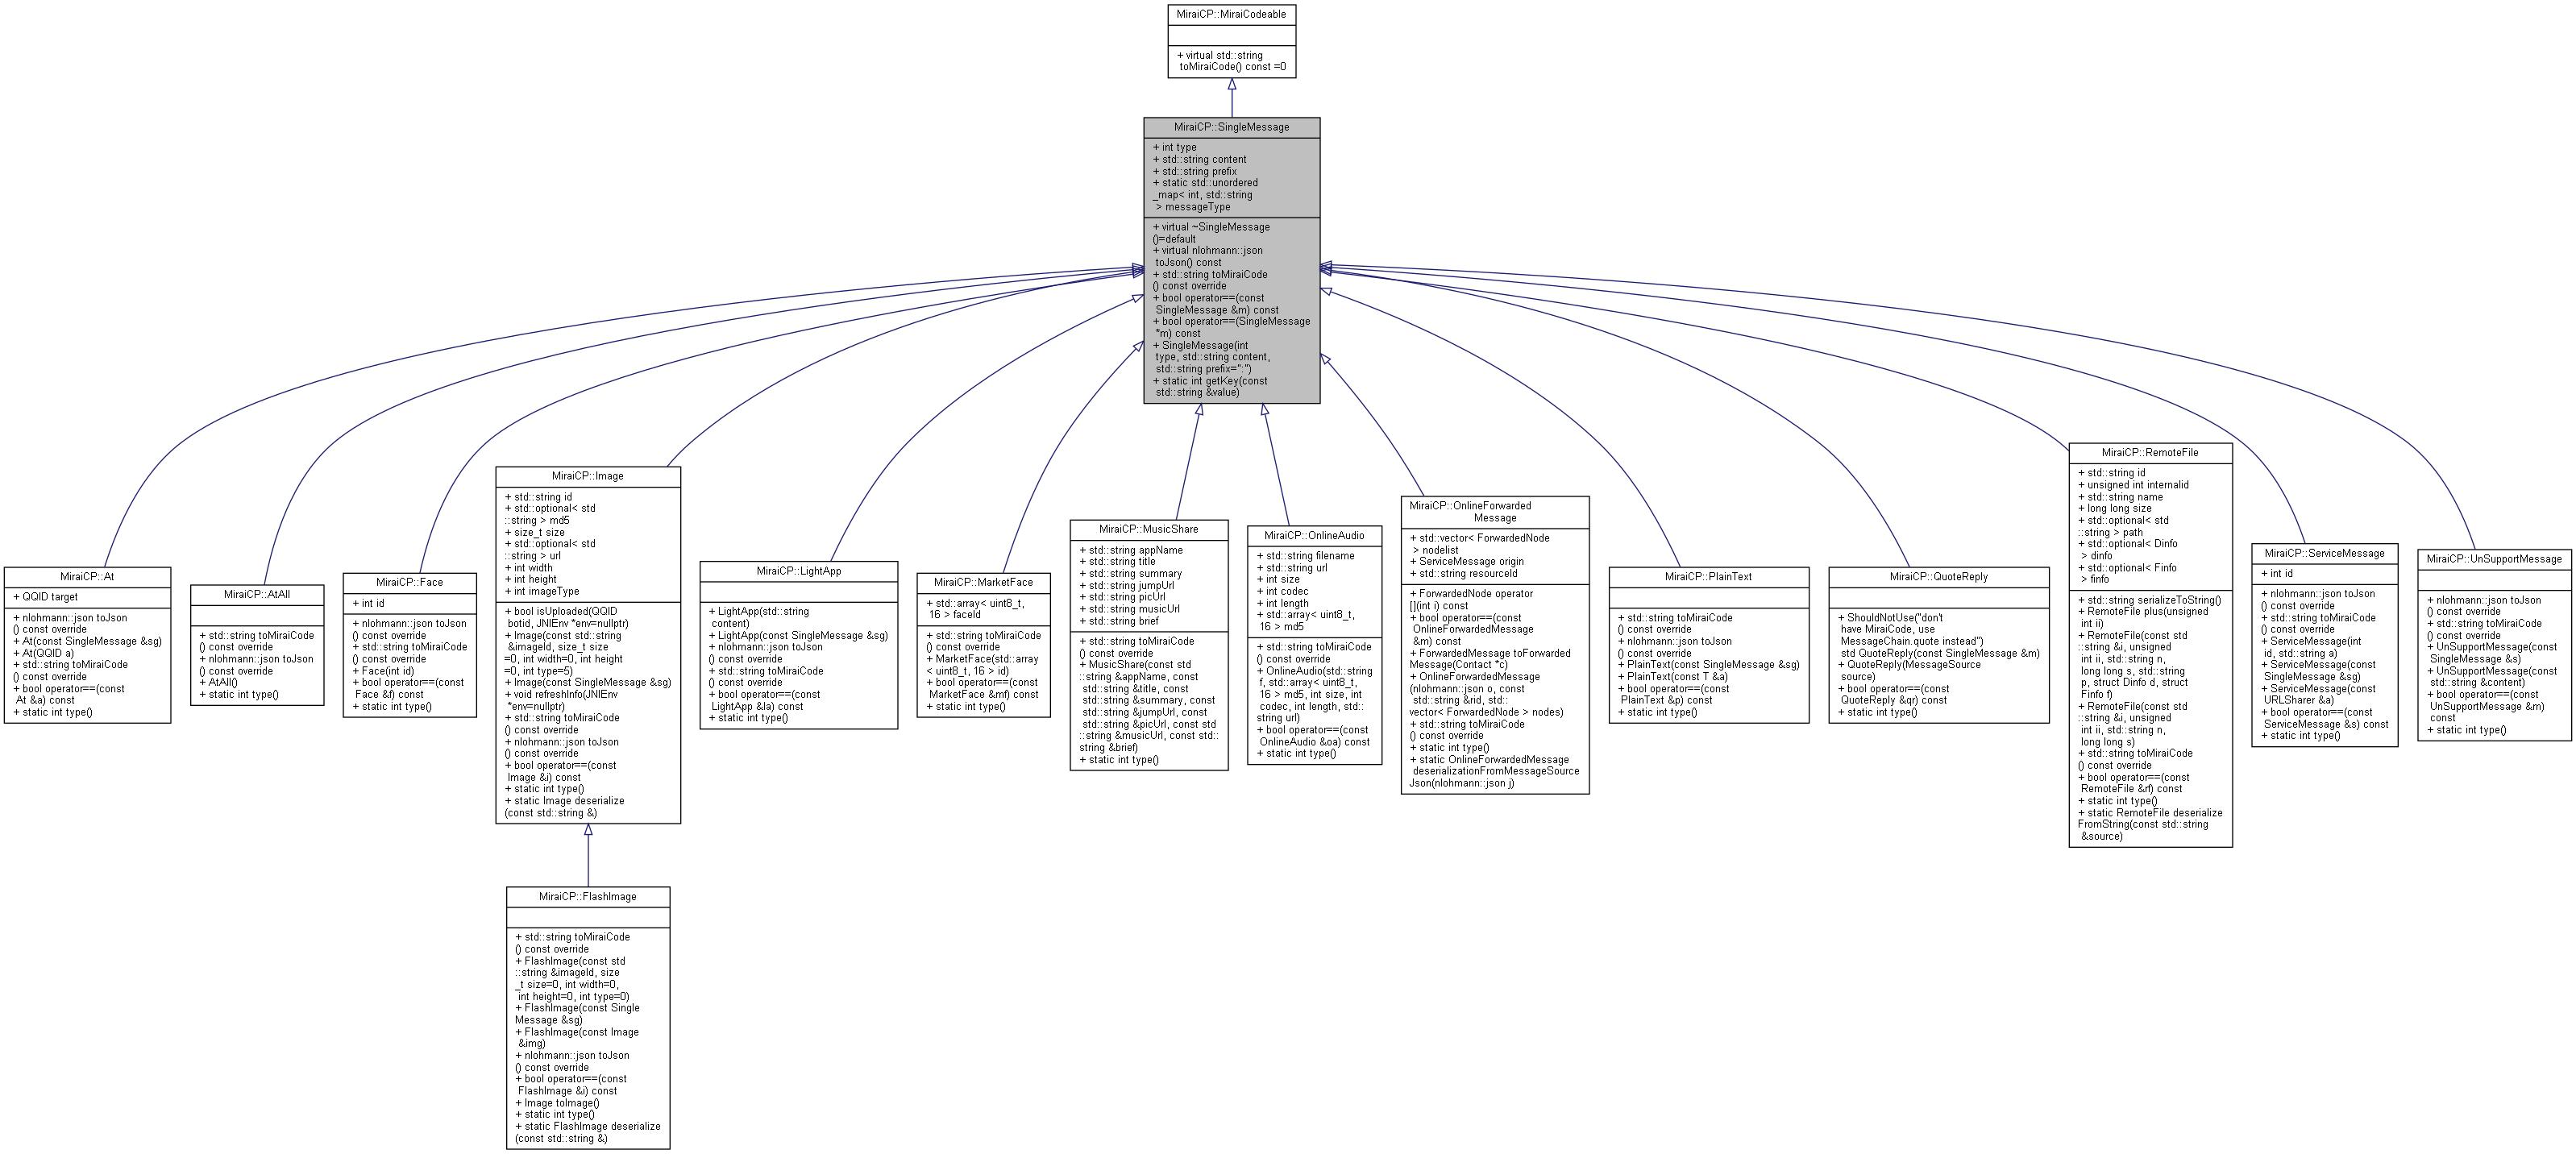 MiraiCP::MiraiCodeable
+ virtual std::string
toMiraiCode() const =0
MiraiCP::SingleMessage
+ int type
+ std::string content
+ std::string prefix
+ static std::unordered
_map< int, std::string
> messageType
+ virtual ~SingleMessage
()=default
+ virtual nlohmann::json
toJson() const
+ std::string toMiraiCode
() const override
+ bool operator==(const
SingleMessage &m) const
+ bool operator==(SingleMessage
*m) const
+ SingleMessage(int
type, std::string content,
std::string prefix=":")
+ static int getKey(const
std::string &value)
MiraiCP::At
+ QQID target
+ nlohmann::json toJson
() const override
+ At(const SingleMessage &sg)
+ At(QQID a)
+ std::string toMiraiCode
() const override
+ bool operator==(const
At &a) const
+ static int type()
MiraiCP::AtAll
+ std::string toMiraiCode
() const override
+ nlohmann::json toJson
() const override
+ AtAll()
+ static int type()
MiraiCP::Face
+ int id
+ nlohmann::json toJson
() const override
+ std::string toMiraiCode
() const override
+ Face(int id)
+ bool operator==(const
Face &f) const
+ static int type()
MiraiCP::Image
+ std::string id
+ std::optional< std
::string > md5
+ size_t size
+ std::optional< std
::string > url
+ int width
+ int height
+ int imageType
+ bool isUploaded(QQID
botid, JNIEnv *env=nullptr)
+ Image(const std::string
&imageId, size_t size
=0, int width=0, int height
=0, int type=5)
+ Image(const SingleMessage &sg)
+ void refreshInfo(JNIEnv
*env=nullptr)
+ std::string toMiraiCode
() const override
+ nlohmann::json toJson
() const override
+ bool operator==(const
Image &i) const
+ static int type()
+ static Image deserialize
(const std::string &)
MiraiCP::LightApp
+ LightApp(std::string
content)
+ LightApp(const SingleMessage &sg)
+ nlohmann::json toJson
() const override
+ std::string toMiraiCode
() const override
+ bool operator==(const
LightApp &la) const
+ static int type()
MiraiCP::MarketFace
+ std::array< uint8_t,
16 > faceId
+ std::string toMiraiCode
() const override
+ MarketFace(std::array
< uint8_t, 16 > id)
+ bool operator==(const
MarketFace &mf) const
+ static int type()
MiraiCP::MusicShare
+ std::string appName
+ std::string title
+ std::string summary
+ std::string jumpUrl
+ std::string picUrl
+ std::string musicUrl
+ std::string brief
+ std::string toMiraiCode
() const override
+ MusicShare(const std
::string &appName, const
std::string &title, const
std::string &summary, const
std::string &jumpUrl, const
std::string &picUrl, const std
::string &musicUrl, const std::
string &brief)
+ static int type()
MiraiCP::OnlineAudio
+ std::string filename
+ std::string url
+ int size
+ int codec
+ int length
+ std::array< uint8_t,
16 > md5
+ std::string toMiraiCode
() const override
+ OnlineAudio(std::string
f, std::array< uint8_t,
16 > md5, int size, int
codec, int length, std::
string url)
+ bool operator==(const
OnlineAudio &oa) const
+ static int type()
MiraiCP::OnlineForwarded
Message
+ std::vector< ForwardedNode
> nodelist
+ ServiceMessage origin
+ std::string resourceId
+ ForwardedNode operator
[](int i) const
+ bool operator==(const
OnlineForwardedMessage
&m) const
+ ForwardedMessage toForwarded
Message(Contact *c)
+ OnlineForwardedMessage
(nlohmann::json o, const
std::string &rid, std::
vector< ForwardedNode > nodes)
+ std::string toMiraiCode
() const override
+ static int type()
+ static OnlineForwardedMessage
deserializationFromMessageSource
Json(nlohmann::json j)
MiraiCP::PlainText
+ std::string toMiraiCode
() const override
+ nlohmann::json toJson
() const override
+ PlainText(const SingleMessage &sg)
+ PlainText(const T &a)
+ bool operator==(const
PlainText &p) const
+ static int type()
MiraiCP::QuoteReply
+ ShouldNotUse("don't
have MiraiCode, use
MessageChain.quote instead")
std QuoteReply(const SingleMessage &m)
+ QuoteReply(MessageSource
source)
+ bool operator==(const
QuoteReply &qr) const
+ static int type()
MiraiCP::RemoteFile
+ std::string id
+ unsigned int internalid
+ std::string name
+ long long size
+ std::optional< std
::string > path
+ std::optional< Dinfo
> dinfo
+ std::optional< Finfo
> finfo
+ std::string serializeToString()
+ RemoteFile plus(unsigned
int ii)
+ RemoteFile(const std
::string &i, unsigned
int ii, std::string n,
long long s, std::string
p, struct Dinfo d, struct
Finfo f)
+ RemoteFile(const std
::string &i, unsigned
int ii, std::string n,
long long s)
+ std::string toMiraiCode
() const override
+ bool operator==(const
RemoteFile &rf) const
+ static int type()
+ static RemoteFile deserialize
FromString(const std::string
&source)
MiraiCP::ServiceMessage
+ int id
+ nlohmann::json toJson
() const override
+ std::string toMiraiCode
() const override
+ ServiceMessage(int
id, std::string a)
+ ServiceMessage(const
SingleMessage &sg)
+ ServiceMessage(const
URLSharer &a)
+ bool operator==(const
ServiceMessage &s) const
+ static int type()
MiraiCP::UnSupportMessage
+ nlohmann::json toJson
() const override
+ std::string toMiraiCode
() const override
+ UnSupportMessage(const
SingleMessage &s)
+ UnSupportMessage(const
std::string &content)
+ bool operator==(const
UnSupportMessage &m)
const
+ static int type()
MiraiCP::FlashImage
+ std::string toMiraiCode
() const override
+ FlashImage(const std
::string &imageId, size
_t size=0, int width=0,
int height=0, int type=0)
+ FlashImage(const Single
Message &sg)
+ FlashImage(const Image
&img)
+ nlohmann::json toJson
() const override
+ bool operator==(const
FlashImage &i) const
+ Image toImage()
+ static int type()
+ static FlashImage deserialize
(const std::string &)